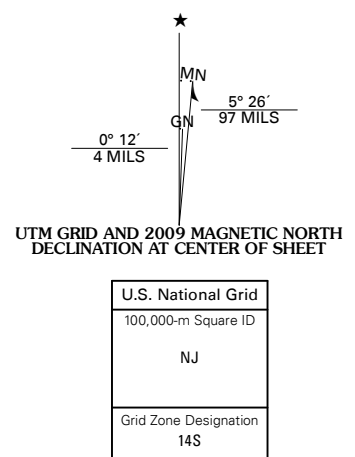 ★
MN
5° 26´
97 MILS
GN
0° 12´
4 MILS
UTM GRID AND 2009 MAGNETIC NORTH
DECLINATION AT CENTER OF SHEET
U.S. National Grid
100,000-m Square ID
NJ
Grid Zone Designation
14S